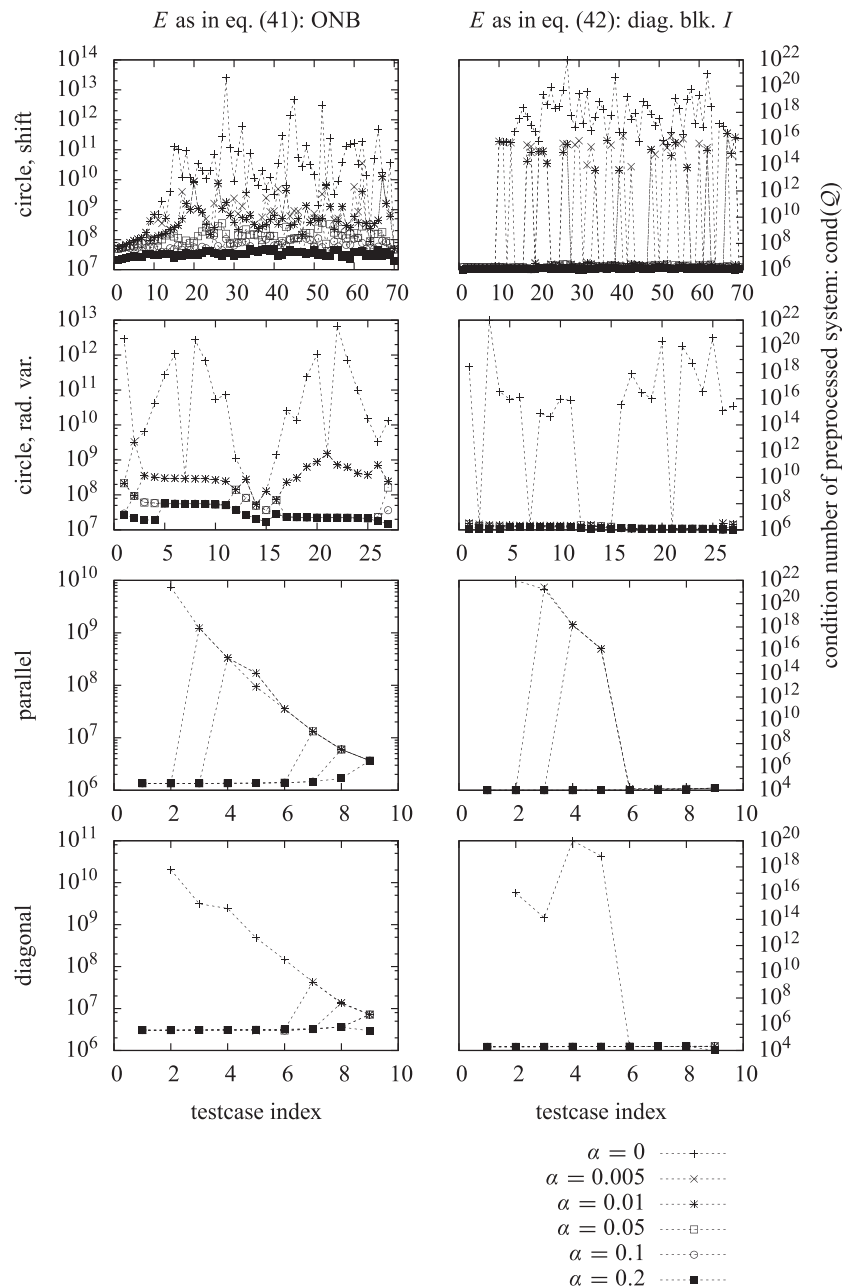 E as in eq. (41): ONB
E as in eq. (42): diag. blk. I
circle, shift
10^14
10^13
10^12
10^11
10^10
10^9
10^8
10^7
0 10 20 30 40 50 60 70
10^22
10^20
10^18
10^16
10^14
10^12
10^10
10^8
10^6
0 10 20 30 40 50 60 70
circle, rad. var.
10^13
10^12
10^11
10^10
10^9
10^8
10^7
0 5 10 15 20 25
10^22
10^20
10^18
10^16
10^14
10^12
10^10
10^8
10^6
0 5 10 15 20 25
parallel
10^10
10^9
10^8
10^7
10^6
0 2 4 6 8 10
10^22
10^20
10^18
10^16
10^14
10^12
10^10
10^8
10^6
10^4
0 2 4 6 8 10
diagonal
10^11
10^10
10^9
10^8
10^7
10^6
0 2 4 6 8 10
10^20
10^18
10^16
10^14
10^12
10^10
10^8
10^6
10^4
0 2 4 6 8 10
testcase index
testcase index
condition number of preprocessed system: cond(Q)
α = 0
α = 0.005
α = 0.01
α = 0.05
α = 0.1
α = 0.2